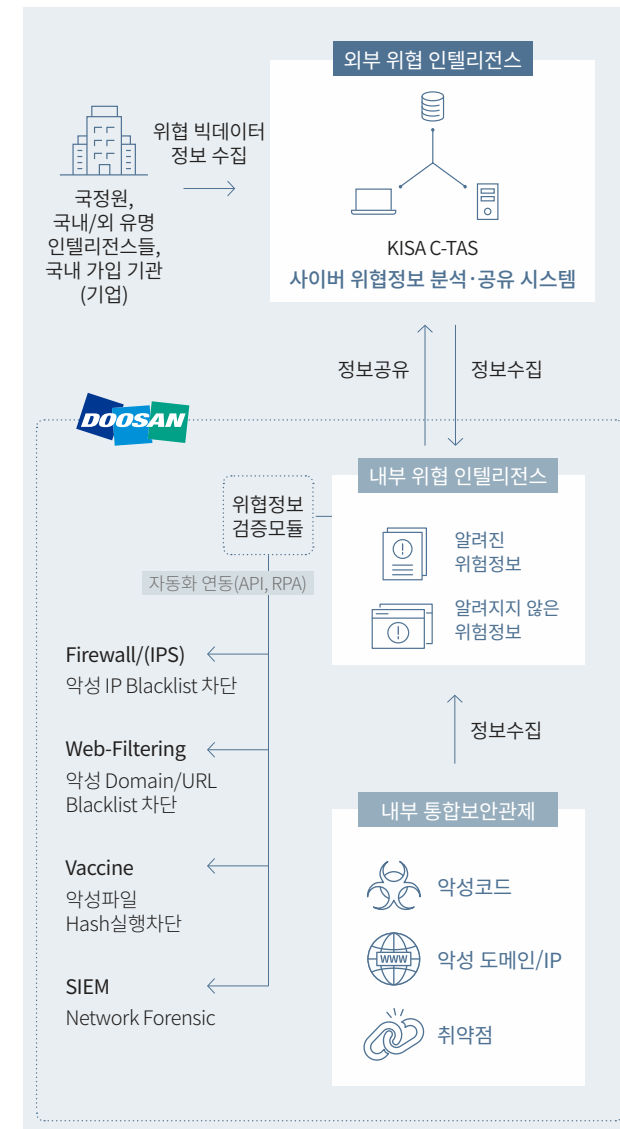 외부 위협 인텔리전스
위협 빅데이터
정보 수집
국정원,
국내/외 유명
인텔리전스들,
국내 가입 기관
(기업)
KISA C-TAS
사이버 위협정보 분석·공유 시스템
정보공유
정보수집
DOOSAN
내부 위협 인텔리전스
위협정보
검증모듈
알려진
위험정보
알려지지 않은
위험정보
자동화 연동(API, RPA)
Firewall/(IPS)
악성 IP Blacklist 차단
Web-Filtering
악성 Domain/URL
Blacklist 차단
Vaccine
악성파일
Hash실행차단
SIEM
Network Forensic
정보수집
내부 통합보안관제
악성코드
WWW
악성 도메인/IP
취약점